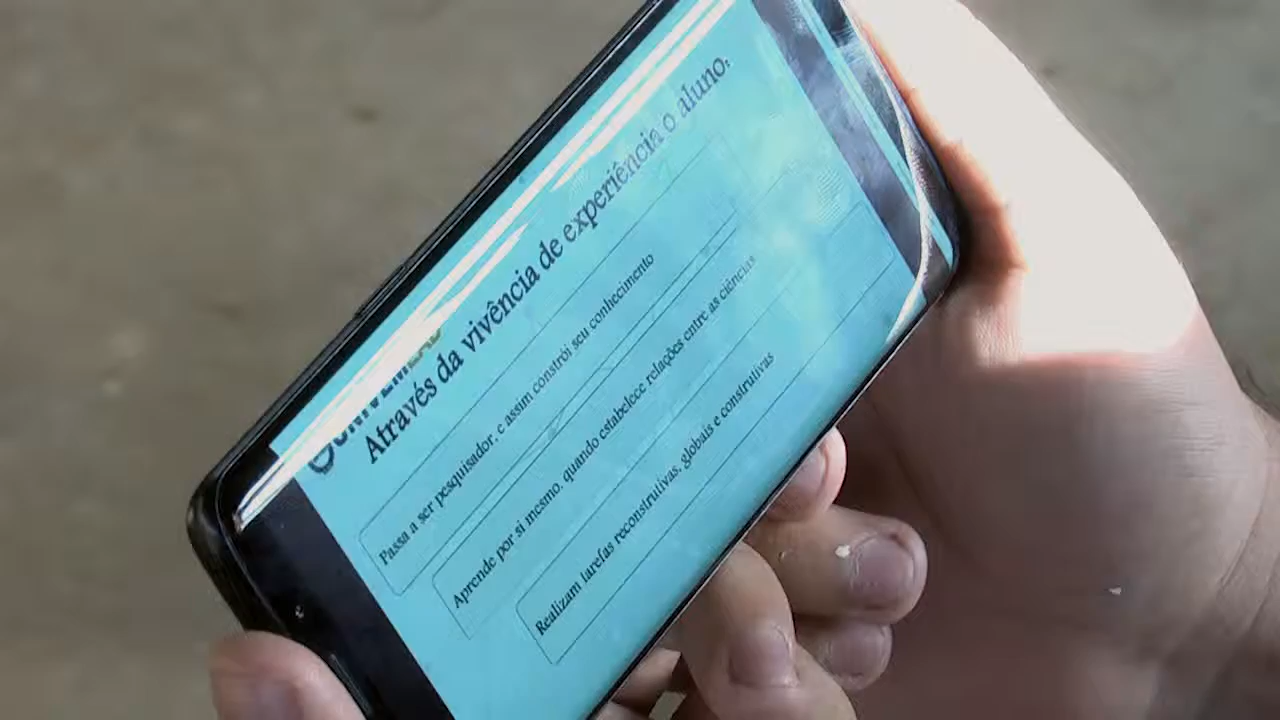 Através da vivência de experiência o aluno:
Passa a ser pesquisador, e assim constrói seu conhecimento
Aprende por si mesmo, quando estabelece relações entre as ciências
Realizam tarefas reconstrutivas, globais e construtivas